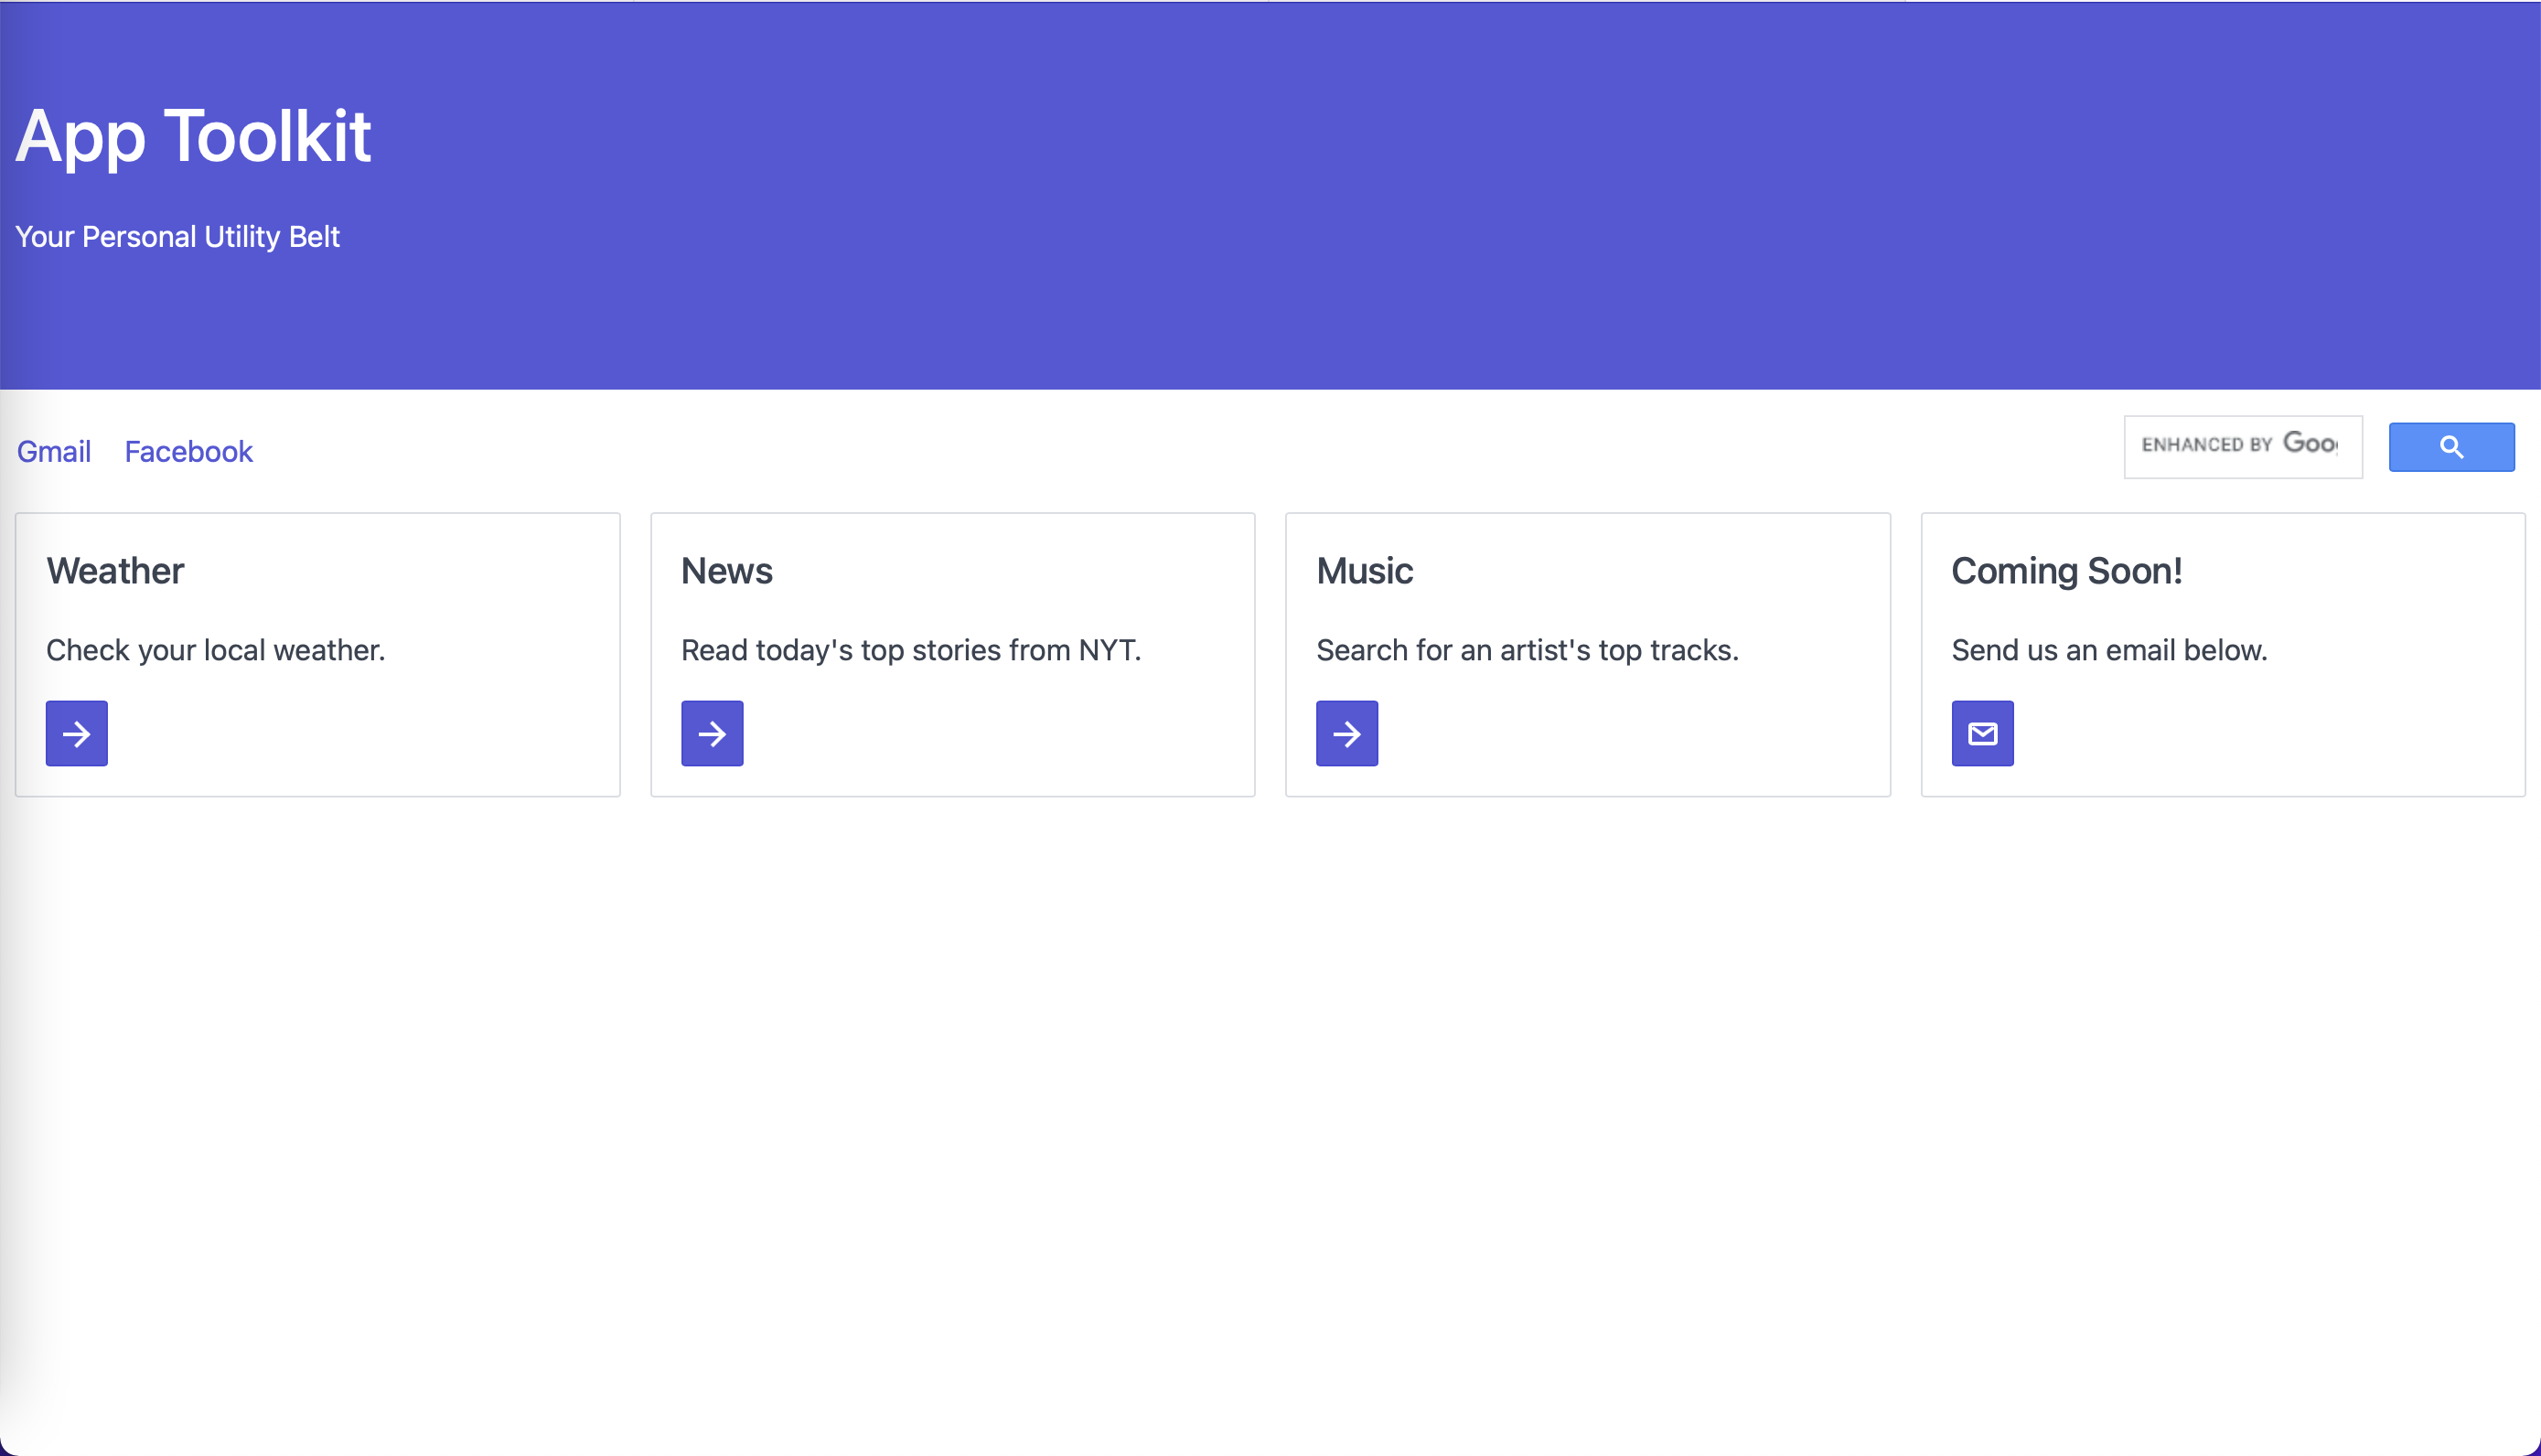 App Toolkit
Your Personal Utility Belt
Gmail Facebook
ENHANCED BY Goo
Weather
Check your local weather.
News
Read today's top stories from NYT.
Music
Search for an artist's top tracks.
Coming Soon!
Send us an email below.